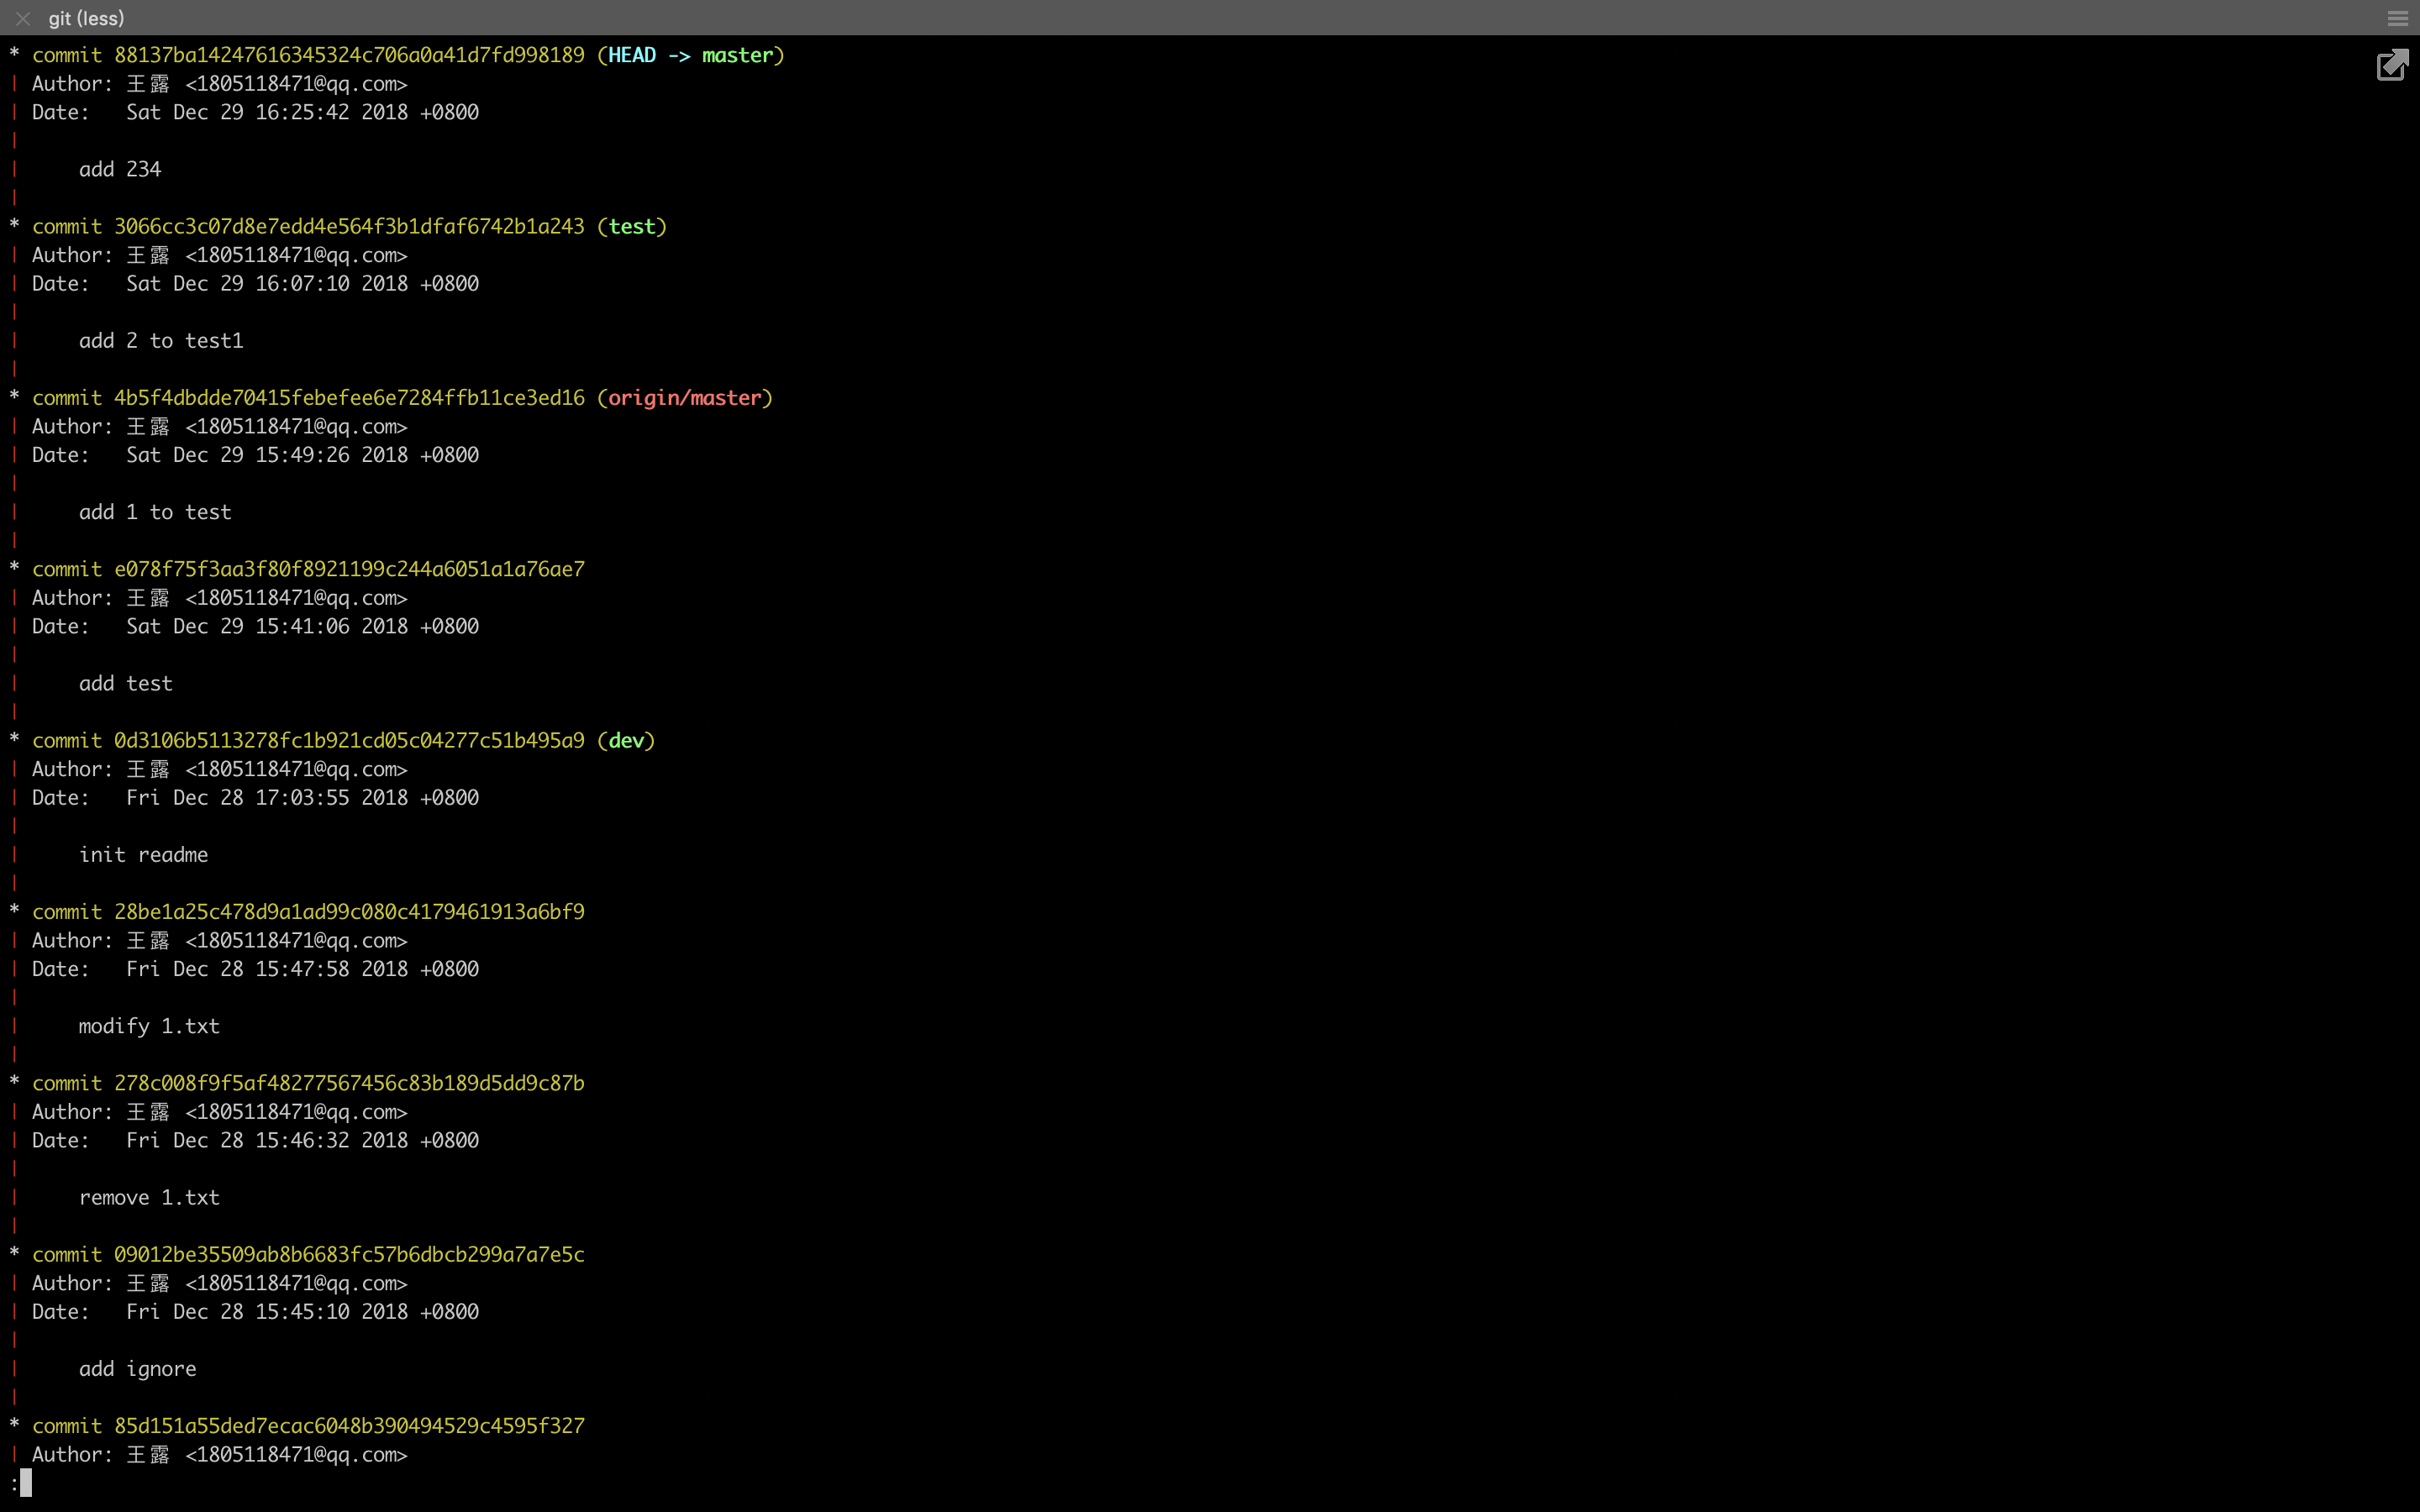 git (less)
* commit 88137ba14247616345324c706a0a41d7fd998189 (HEAD -> master)
| Author: 王露 <1805118471@qq.com>
| Date:   Sat Dec 29 16:25:42 2018 +0800
|
|     add 234
|
* commit 3066cc3c07d8e7edd4e564f3b1dfaf6742b1a243 (test)
| Author: 王露 <1805118471@qq.com>
| Date:   Sat Dec 29 16:07:10 2018 +0800
|
|     add 2 to test1
|
* commit 4b5f4dbdde70415febefee6e7284ffb11ce3ed16 (origin/master)
| Author: 王露 <1805118471@qq.com>
| Date:   Sat Dec 29 15:49:26 2018 +0800
|
|     add 1 to test
|
* commit e078f75f3aa3f80f8921199c244a6051a1a76ae7
| Author: 王露 <1805118471@qq.com>
| Date:   Sat Dec 29 15:41:06 2018 +0800
|
|     add test
|
* commit 0d3106b5113278fc1b921cd05c04277c51b495a9 (dev)
| Author: 王露 <1805118471@qq.com>
| Date:   Fri Dec 28 17:03:55 2018 +0800
|
|     init readme
|
* commit 28be1a25c478d9a1ad99c080c4179461913a6bf9
| Author: 王露 <1805118471@qq.com>
| Date:   Fri Dec 28 15:47:58 2018 +0800
|
|     modify 1.txt
|
* commit 278c008f9f5af48277567456c83b189d5dd9c87b
| Author: 王露 <1805118471@qq.com>
| Date:   Fri Dec 28 15:46:32 2018 +0800
|
|     remove 1.txt
|
* commit 09012be35509ab8b6683fc57b6dbcb299a7a7e5c
| Author: 王露 <1805118471@qq.com>
| Date:   Fri Dec 28 15:45:10 2018 +0800
|
|     add ignore
|
* commit 85d151a55ded7ecac6048b390494529c4595f327
| Author: 王露 <1805118471@qq.com>
: